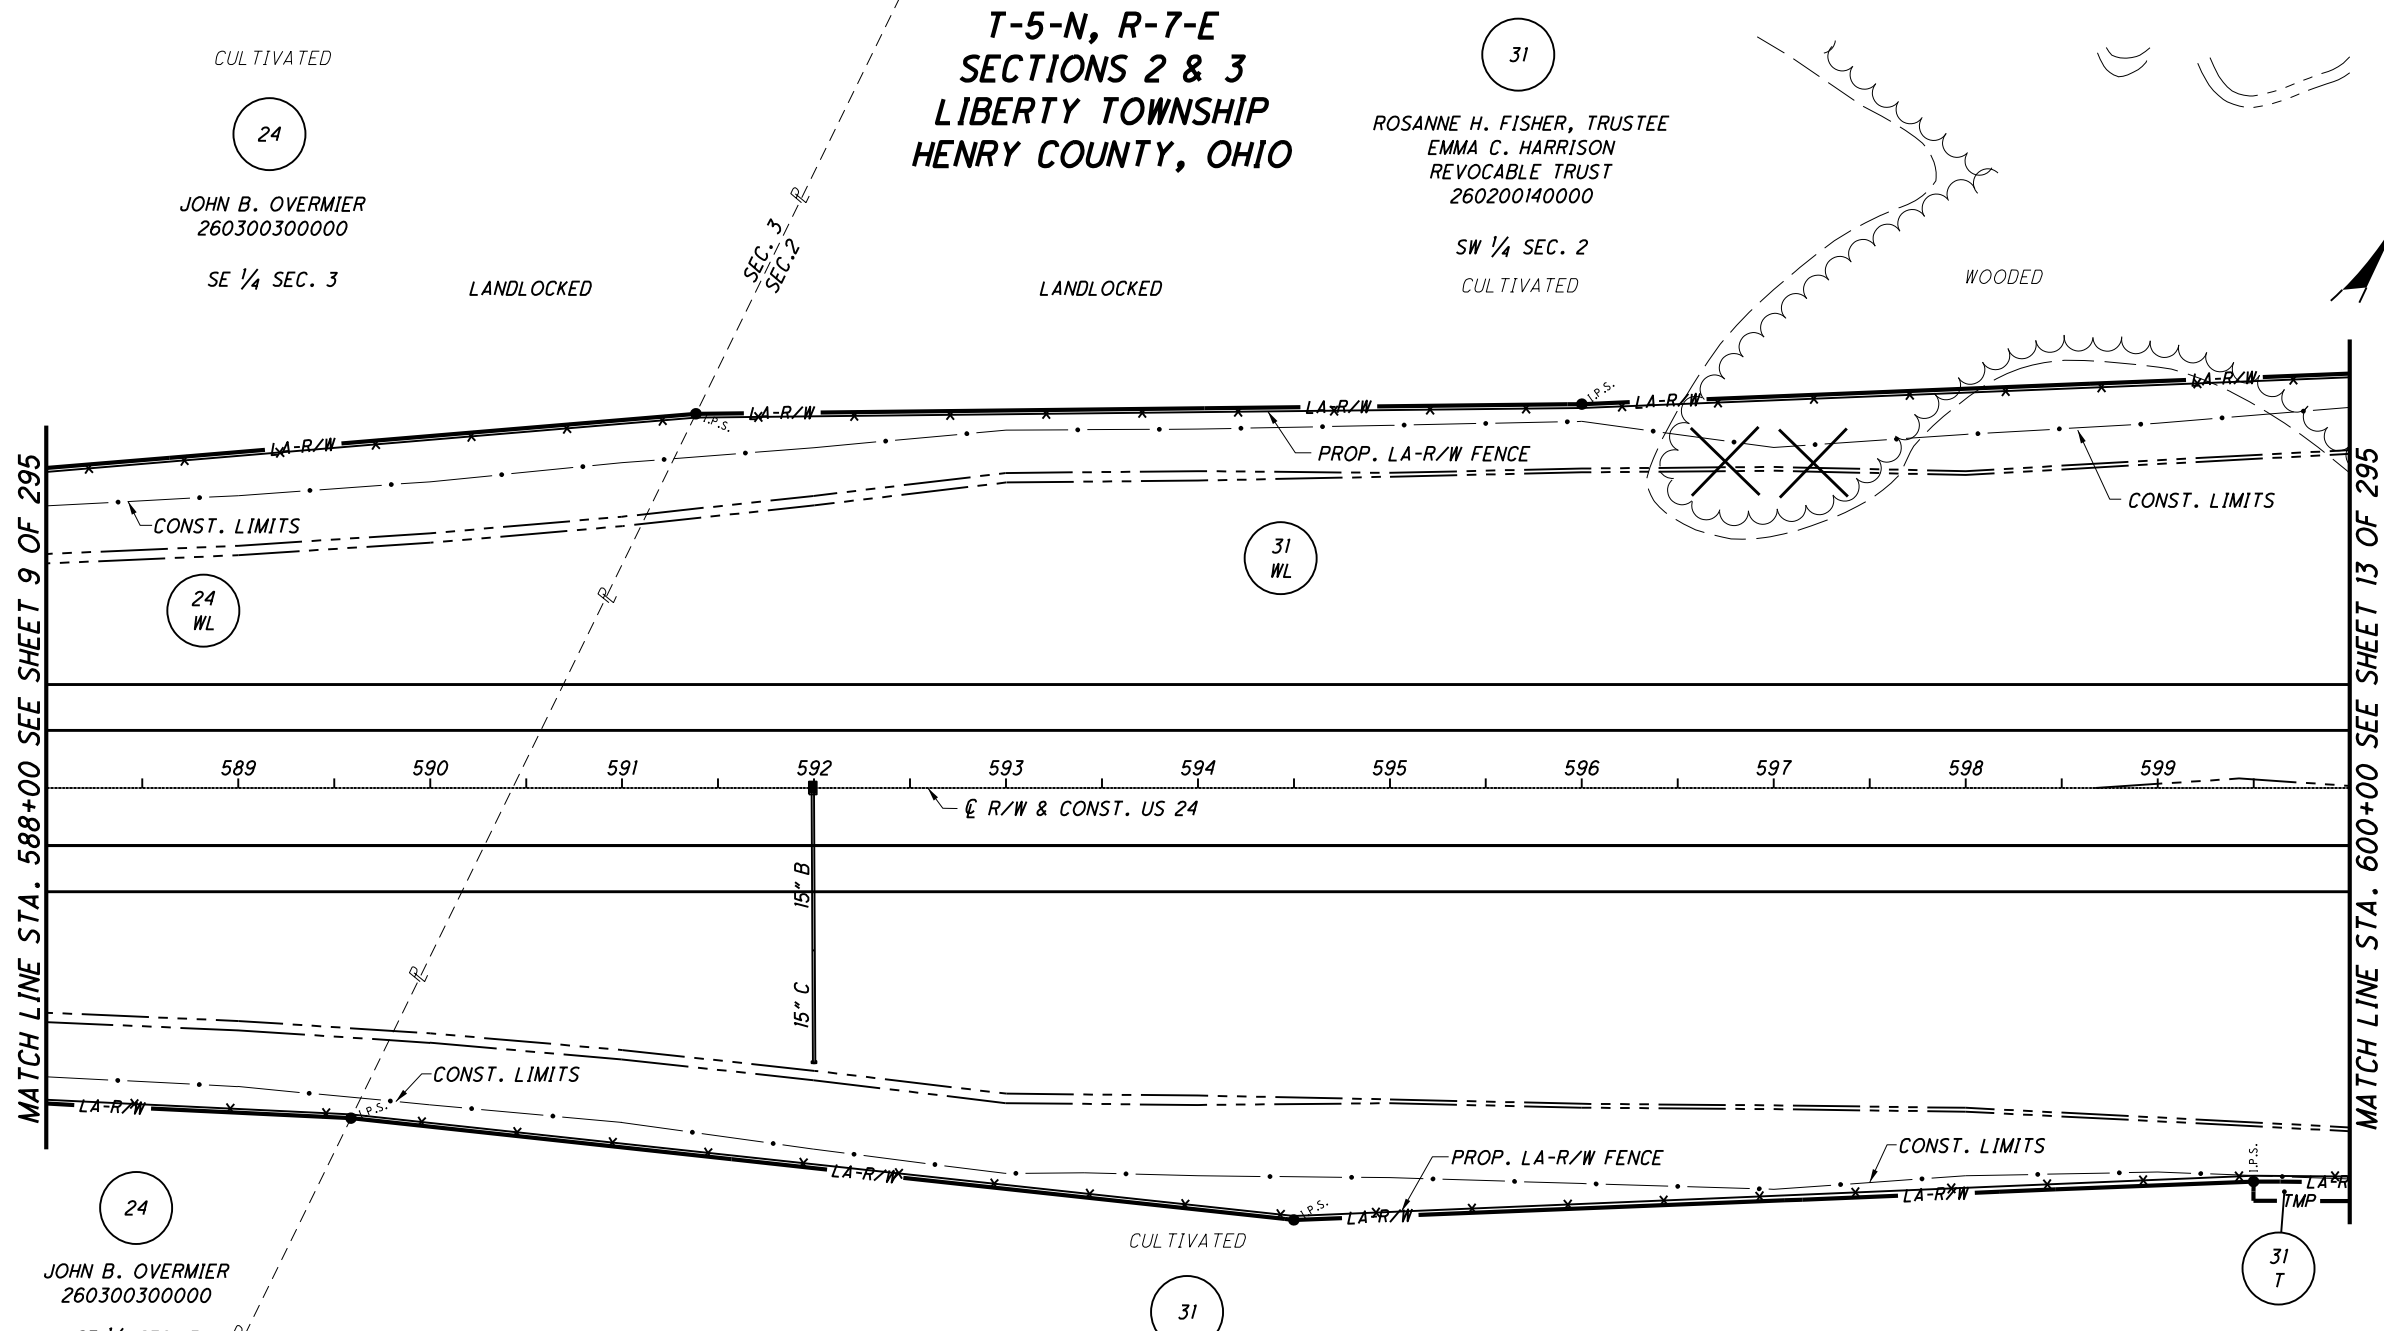 T-5-N, R-7-E
SECTIONS 2 & 3
LIBERTY TOWNSHIP
HENRY COUNTY, OHIO
CULTIVATED
24
JOHN B. OVERMIER
260300300000
SE ¼ SEC. 3
LANDLOCKED
SEC. 3
SEC. 2
LANDLOCKED
31
ROSANNE H. FISHER, TRUSTEE
EMMA C. HARRISON
REVOCABLE TRUST
260200140000
SW ¼ SEC. 2
CULTIVATED
WOODED
LA-R/W
I.P.S.
LA-R/W
LA-R/W
I.P.S.
LA-R/W
LA-R/W
PROP. LA-R/W FENCE
CONST. LIMITS
CONST. LIMITS
24
WL
31
WL
MATCH LINE STA. 588+00 SEE SHEET 9 OF 295
MATCH LINE STA. 600+00 SEE SHEET 13 OF 295
589 590 591 592 593 594 595 596 597 598 599
℄ R/W & CONST. US 24
15" B
15" C
CONST. LIMITS
LA-R/W
I.P.S.
LA-R/W
PROP. LA-R/W FENCE
CONST. LIMITS
I.P.S.
LA-R/W
LA-R/W
I.P.S.
LA-R
TMP
24
JOHN B. OVERMIER
260300300000
CULTIVATED
31
31
T